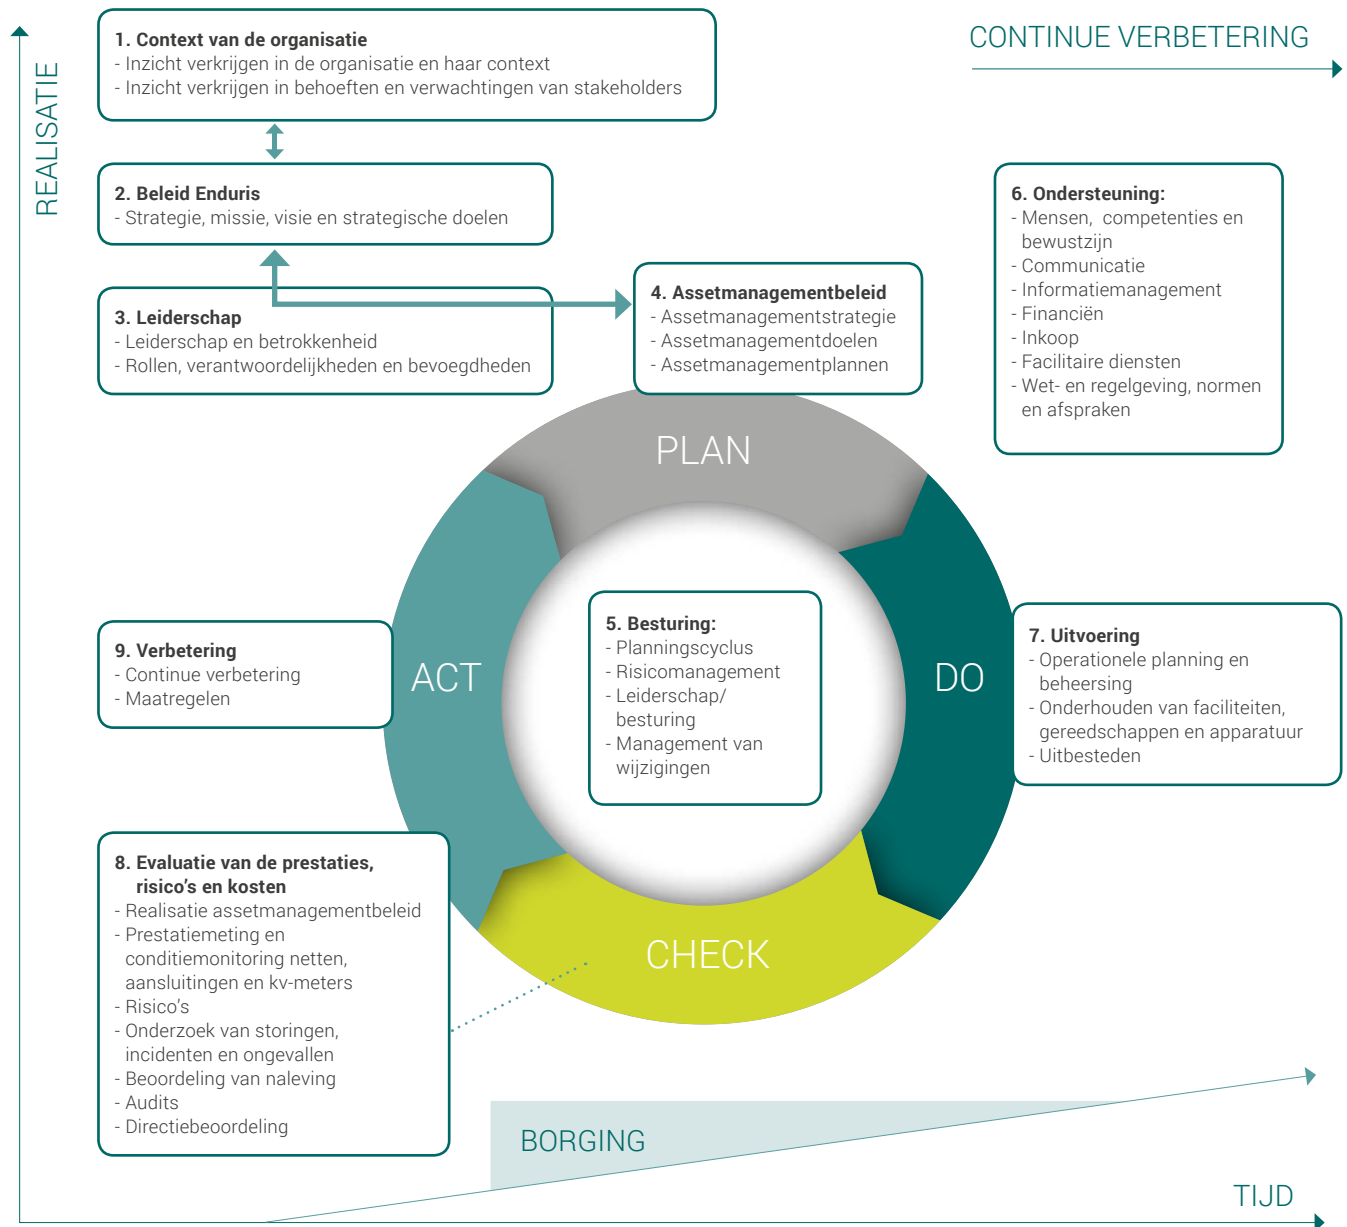 REALISATIE
CONTINUE VERBETERING
1. Context van de organisatie
- Inzicht verkrijgen in de organisatie en haar context
- Inzicht verkrijgen in behoeften en verwachtingen van stakeholders
2. Beleid Enduris
- Strategie, missie, visie en strategische doelen
3. Leiderschap
- Leiderschap en betrokkenheid
- Rollen, verantwoordelijkheden en bevoegdheden
4. Assetmanagementbeleid
- Assetmanagementstrategie
- Assetmanagementdoelen
- Assetmanagementplannen
6. Ondersteuning:
- Mensen, competenties en
bewustzijn
- Communicatie
- Informatiemanagement
- Financiën
- Inkoop
- Facilitaire diensten
- Wet- en regelgeving, normen
en afspraken
PLAN
DO
CHECK
ACT
5. Besturing:
- Planningscyclus
- Risicomanagement
- Leiderschap/
besturing
- Management van
wijzigingen
7. Uitvoering
- Operationele planning en
beheersing
- Onderhouden van faciliteiten,
gereedschappen en apparatuur
- Uitbesteden
9. Verbetering
- Continue verbetering
- Maatregelen
8. Evaluatie van de prestaties,
risico's en kosten
- Realisatie assetmanagementbeleid
- Prestatiemeting en
conditiemonitoring netten,
aansluitingen en kv-meters
- Risico's
- Onderzoek van storingen,
incidenten en ongevallen
- Beoordeling van naleving
- Audits
- Directiebeoordeling
BORGING
TIJD